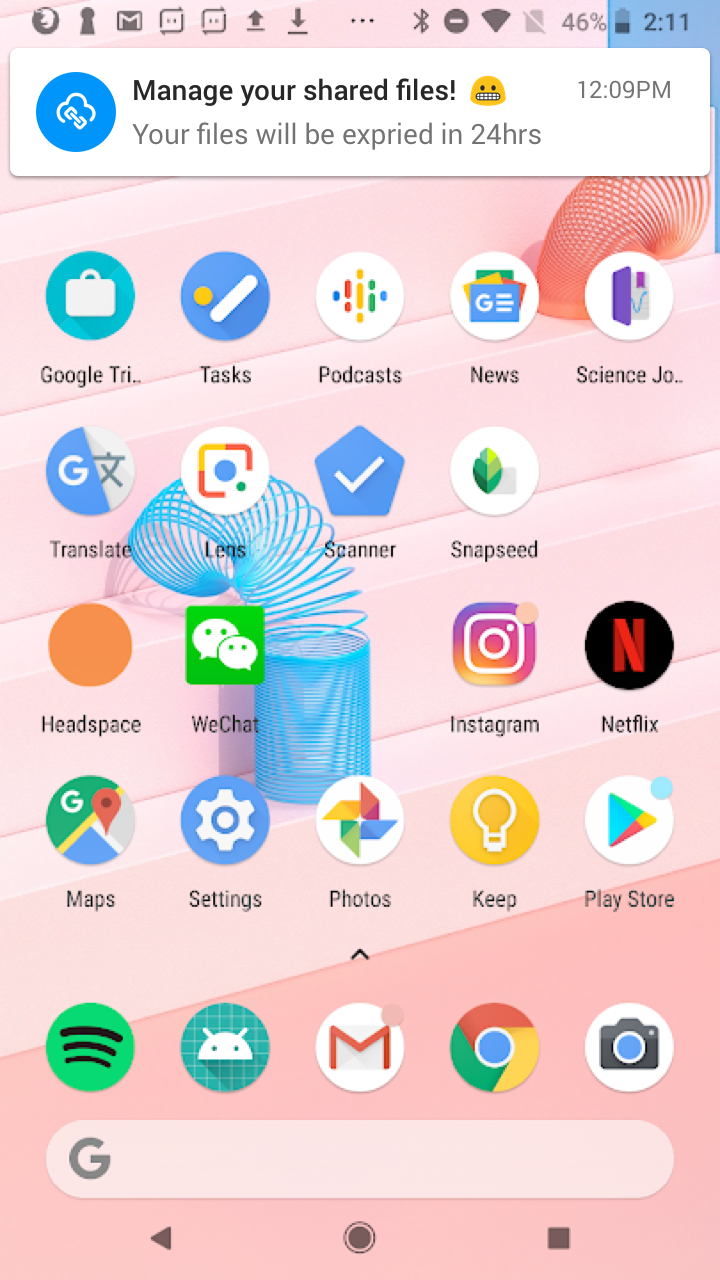 46% 2:11
Manage your shared files! 😬 12:09PM
Your files will be expried in 24hrs
Google Tri..
Tasks
Podcasts
News
Science Jo..
Translate
Lens
Scanner
Snapseed
Headspace
WeChat
Instagram
Netflix
Maps
Settings
Photos
Keep
Play Store